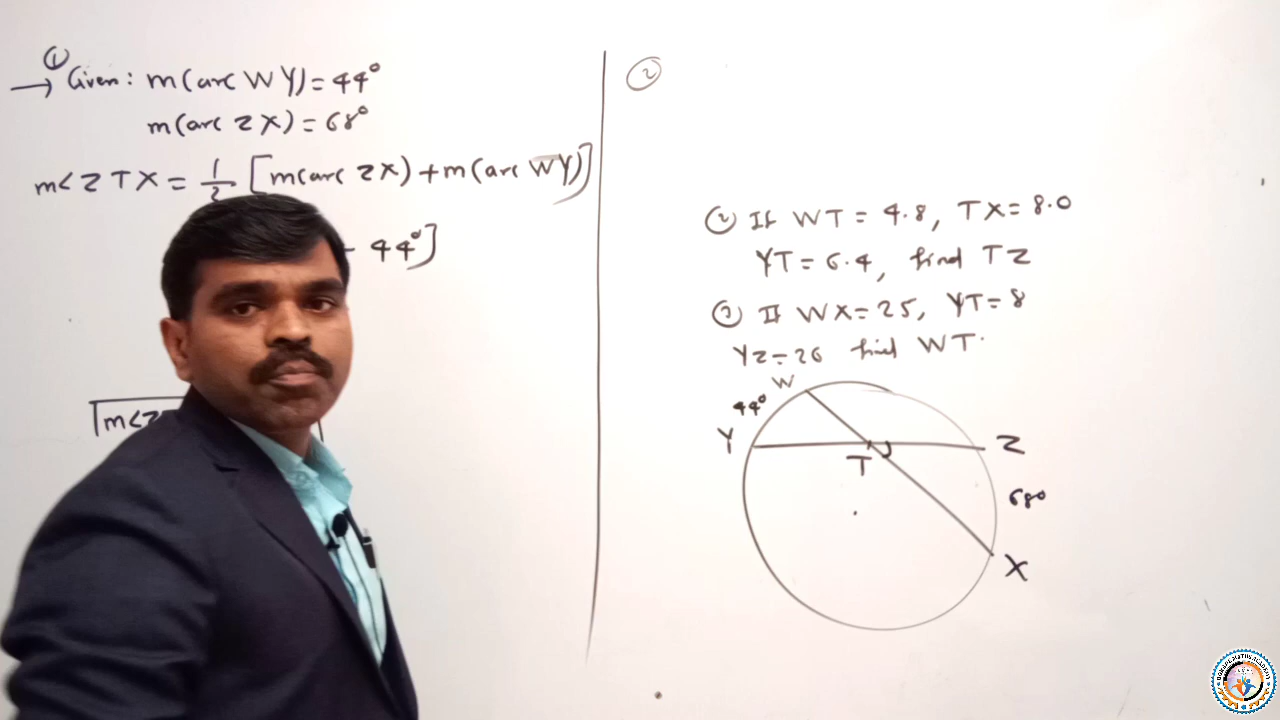 ①
→ Given: m(arc WY)=44°
m(arc ZX)=68°
m<ZTX = 1/2 [m(arc ZX)+m(arc WY)]
44°]
m<Z
②
② If WT = 4.8, TX=8.0
YT=6.4, find TZ
③ If WX=25, YT=8
YZ=26 find WT.
W
44°
Y
T
Z
68°
X